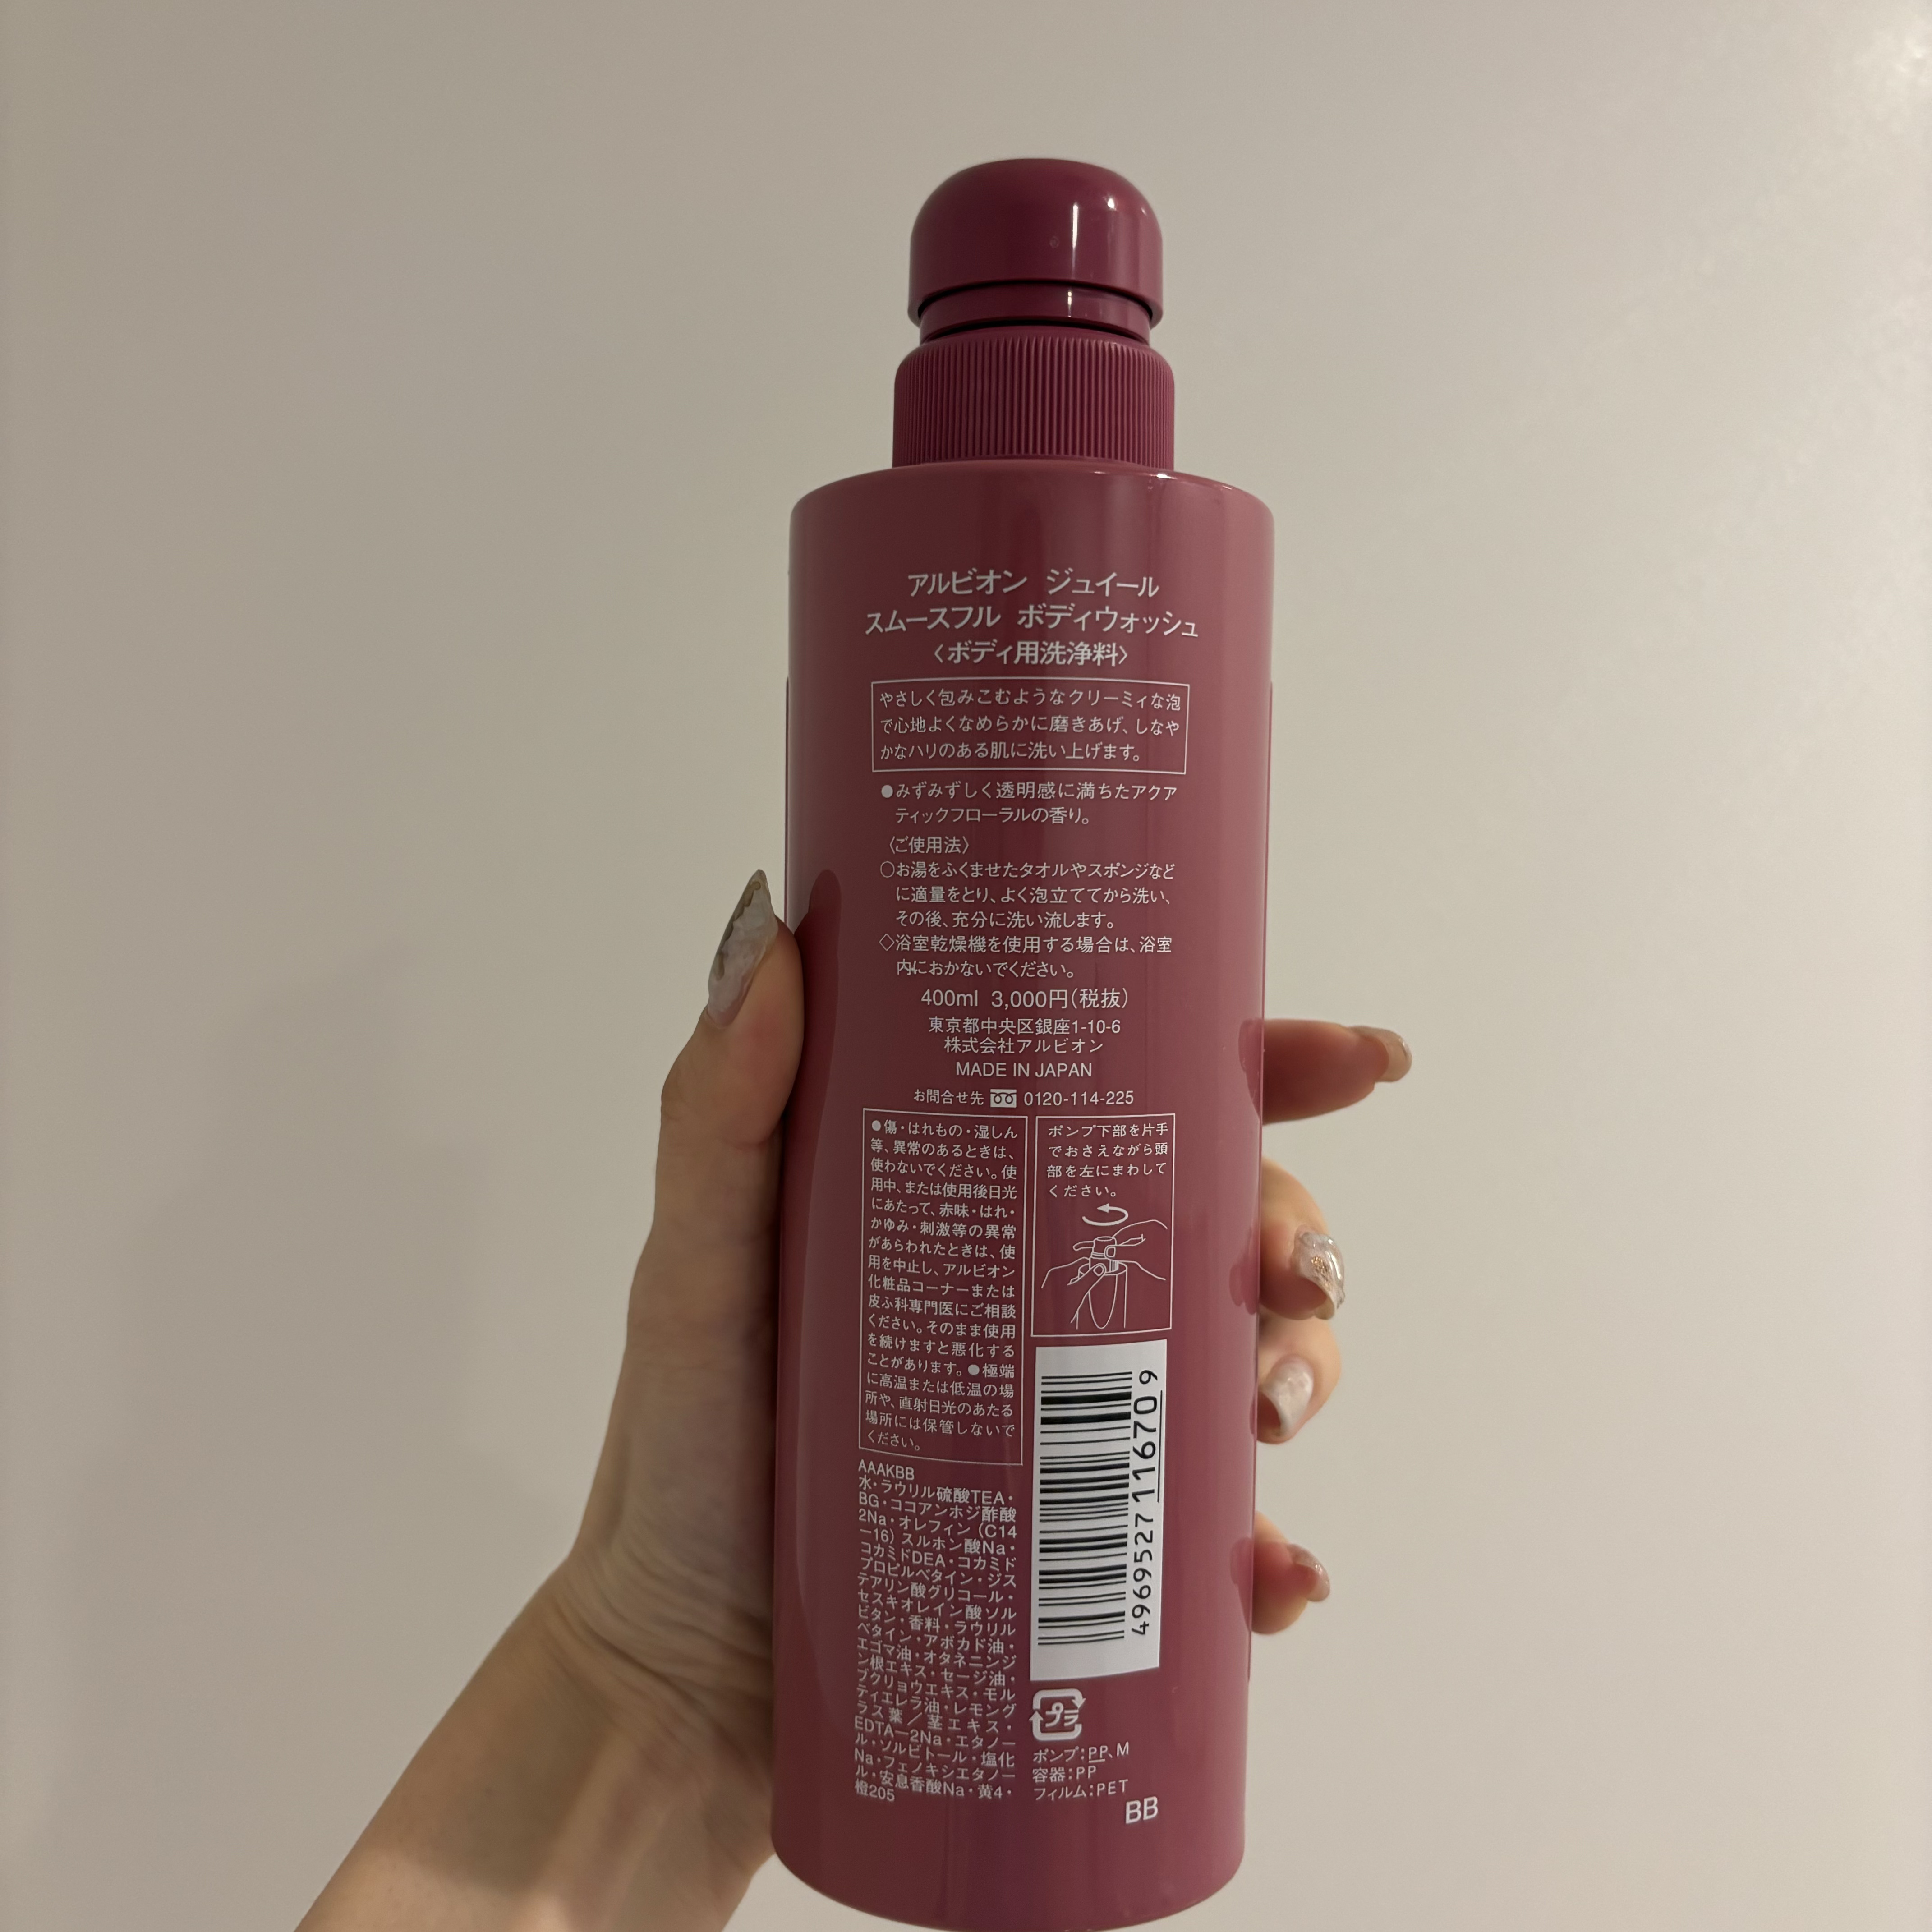 アルビオン ジュイール
スムースフル ボディウォッシュ
〈ボディ用洗浄料〉
やさしく包みこむようなクリーミィな泡
で心地よくなめらかに磨きあげ、しなや
かなハリのある肌に洗い上げます。
●みずみずしく透明感に満ちたアクア
ティックフローラルの香り。
〈ご使用法〉
○お湯をふくませたタオルやスポンジなど
に適量をとり、よく泡立ててから洗い、
その後、充分に洗い流します。
◇浴室乾燥機を使用する場合は、浴室
内におかないでください。
400ml 3,000円(税抜)
東京都中央区銀座1-10-6
株式会社アルビオン
MADE IN JAPAN
お問合せ先 0120-114-225
●傷・はれもの・湿しん
等、異常のあるときは、
使わないでください。使
用中、または使用後日光
にあたって、赤味・はれ・
かゆみ・刺激等の異常
があらわれたときは、使
用を中止し、アルビオン
化粧品コーナーまたは
皮ふ科専門医にご相談
ください。そのまま使用
を続けますと悪化する
ことがあります。●極端
に高温または低温の場
所や、直射日光のあたる
場所には保管しないで
ください。
ポンプ下部を片手
でおさえながら頭
部を左にまわして
ください。
AAAKBB
水・ラウリル硫酸TEA・
BG・ココアンホジ酢酸
2Na・オレフィン(C14
-16)スルホン酸Na・
コカミドDEA・コカミド
プロピルベタイン・ジス
テアリン酸グリコール・
セスキオレイン酸ソル
ビタン・香料・ラウリル
ベタイン・アボカド油・
エゴマ油・オタネニンジ
ン根エキス・セージ油・
ブクリョウエキス・モル
ティエレラ油・レモング
ラス葉/茎エキス・
EDTA-2Na・エタノー
ル・ソルビトール・塩化
Na・フェノキシエタノー
ル・安息香酸Na・黄4・
橙205
4969527116709
プラ
ポンプ:PP、M
容器:PP
フィルム:PET
BB